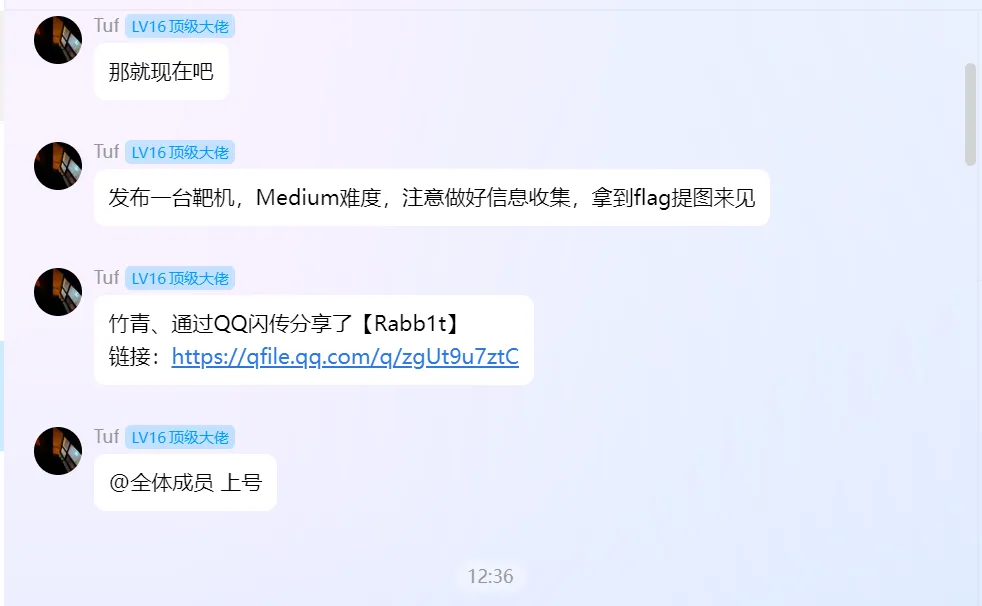 Tuf LV16 顶级大佬
那就现在吧
Tuf LV16 顶级大佬
发布一台靶机，Medium难度，注意做好信息收集，拿到flag提图来见
Tuf LV16 顶级大佬
竹青、通过QQ闪传分享了【Rabb1t】
链接：https://qfile.qq.com/q/zgUt9u7ztC
Tuf LV16 顶级大佬
@全体成员 上号
12:36